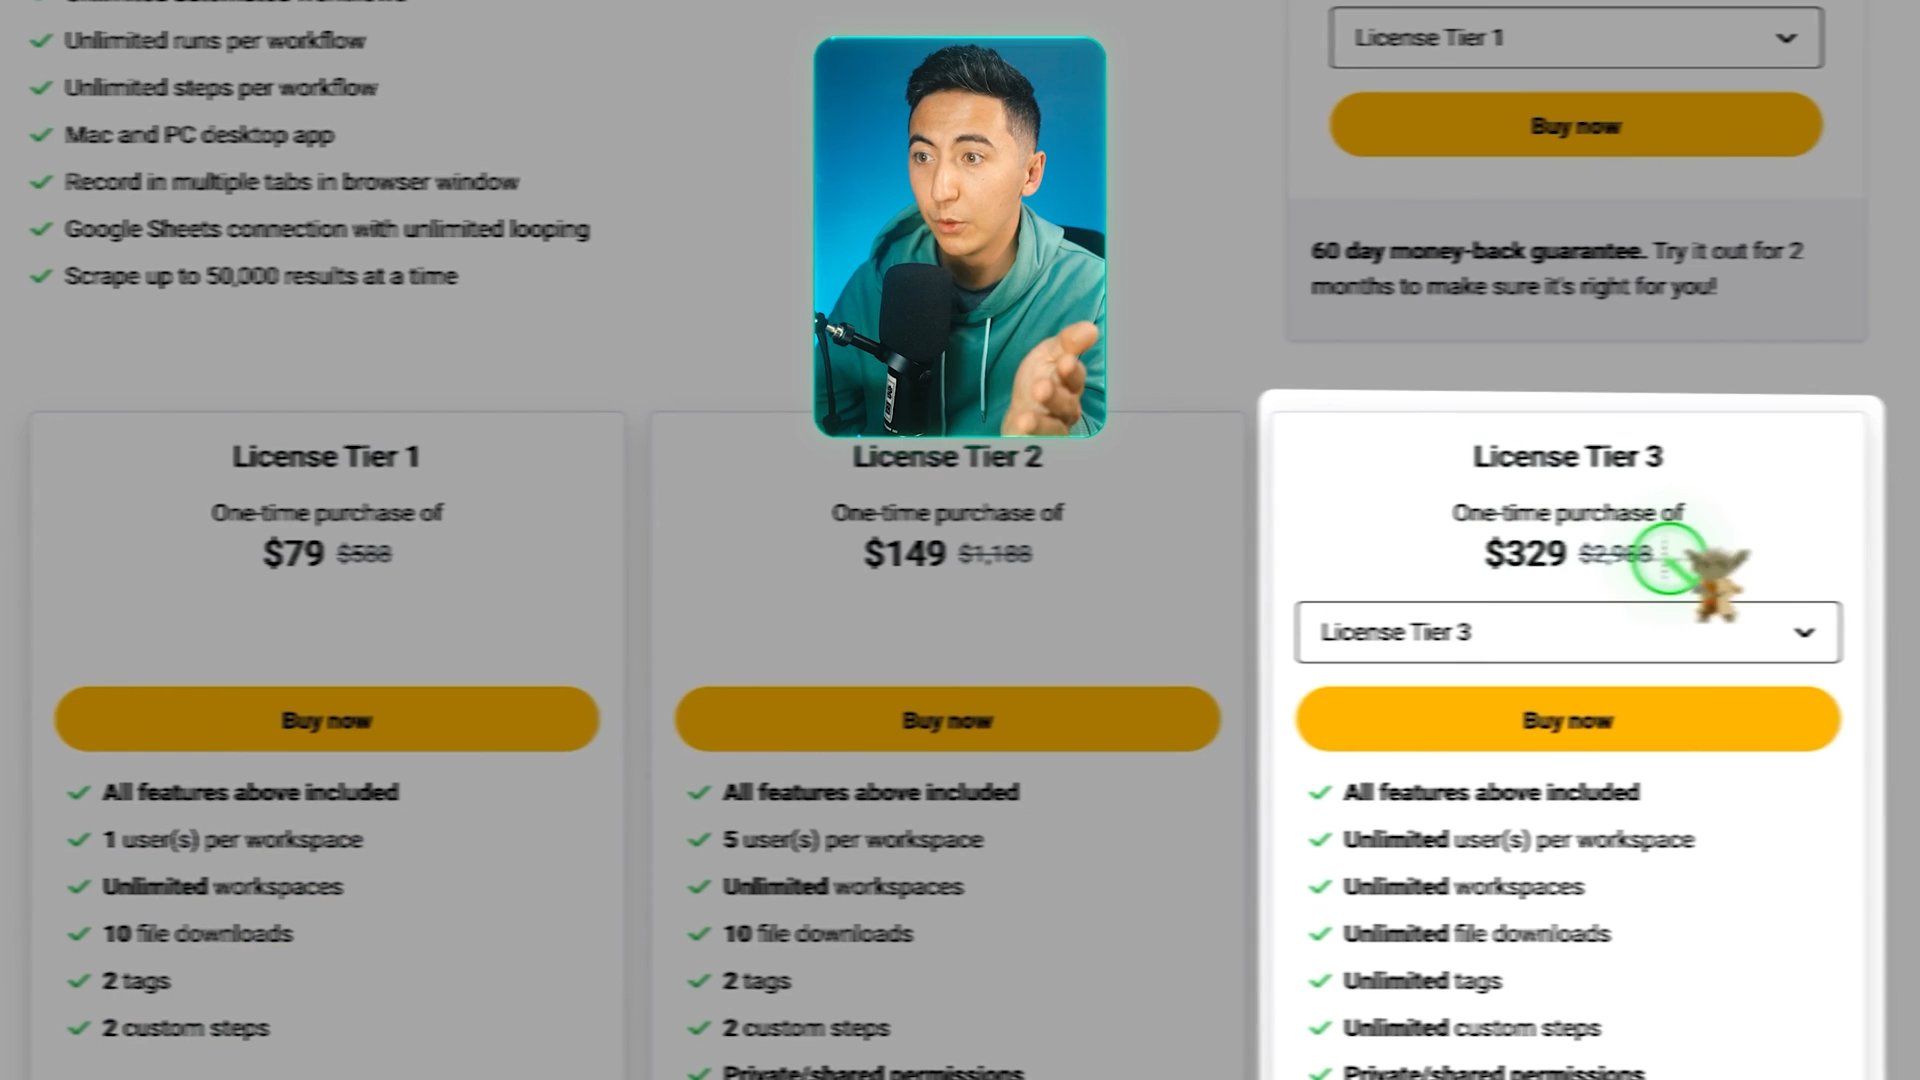 Unlimited runs per workflow
Unlimited steps per workflow
Mac and PC desktop app
Record in multiple tabs in browser window
Google Sheets connection with unlimited looping
Scrape up to 50,000 results at a time
License Tier 1
Buy now
60 day money-back guarantee. Try it out for 2
months to make sure it's right for you!
License Tier 1
One-time purchase of
$79 $588
Buy now
All features above included
1 user(s) per workspace
Unlimited workspaces
10 file downloads
2 tags
2 custom steps
License Tier 2
One-time purchase of
$149 $1,188
Buy now
All features above included
5 user(s) per workspace
Unlimited workspaces
10 file downloads
2 tags
2 custom steps
Private/shared permissions
License Tier 3
One-time purchase of
$329
License Tier 3
Buy now
All features above included
Unlimited user(s) per workspace
Unlimited workspaces
Unlimited file downloads
Unlimited tags
Unlimited custom steps
Private/shared permissions